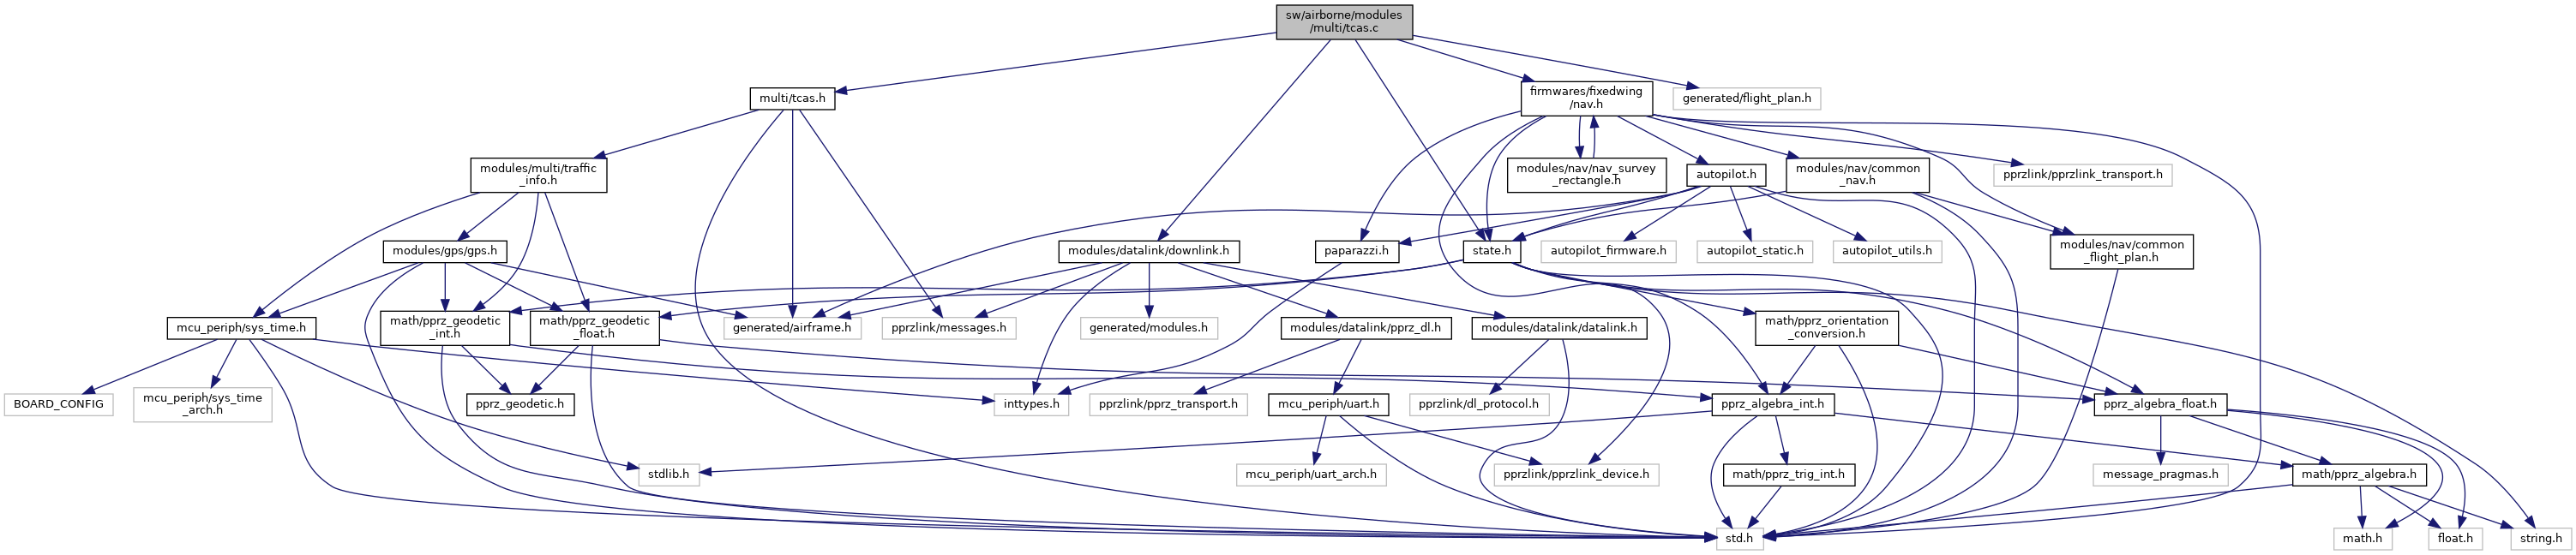 sw/airborne/modules
/multi/tcas.c
multi/tcas.h
firmwares/fixedwing
/nav.h
generated/flight_plan.h
modules/multi/traffic
_info.h
modules/nav/nav_survey
_rectangle.h
autopilot.h
modules/nav/common
_nav.h
pprzlink/pprzlink_transport.h
modules/gps/gps.h
modules/datalink/downlink.h
paparazzi.h
state.h
autopilot_firmware.h
autopilot_static.h
autopilot_utils.h
modules/nav/common
_flight_plan.h
mcu_periph/sys_time.h
math/pprz_geodetic
_int.h
math/pprz_geodetic
_float.h
generated/airframe.h
pprzlink/messages.h
generated/modules.h
modules/datalink/pprz_dl.h
modules/datalink/datalink.h
math/pprz_orientation
_conversion.h
BOARD_CONFIG
mcu_periph/sys_time
_arch.h
pprz_geodetic.h
inttypes.h
pprzlink/pprz_transport.h
mcu_periph/uart.h
pprzlink/dl_protocol.h
pprz_algebra_int.h
pprz_algebra_float.h
stdlib.h
mcu_periph/uart_arch.h
pprzlink/pprzlink_device.h
math/pprz_trig_int.h
message_pragmas.h
math/pprz_algebra.h
std.h
math.h
float.h
string.h